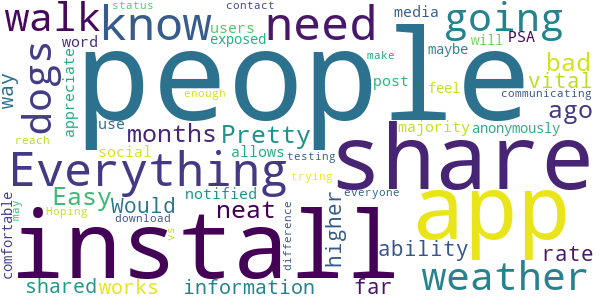 status contact
walk know need media going
users
word exposed will PSA
dogs people maybe bad
way appreciate post feel vital
make
enough communicating
use months Pretty majority anonymously ago
reach social allows testing share
Everything trying
notified everyone
Easy Would neat higher app
comfortable may Hoping download vs difference
install ability rate
weather
shared works information far